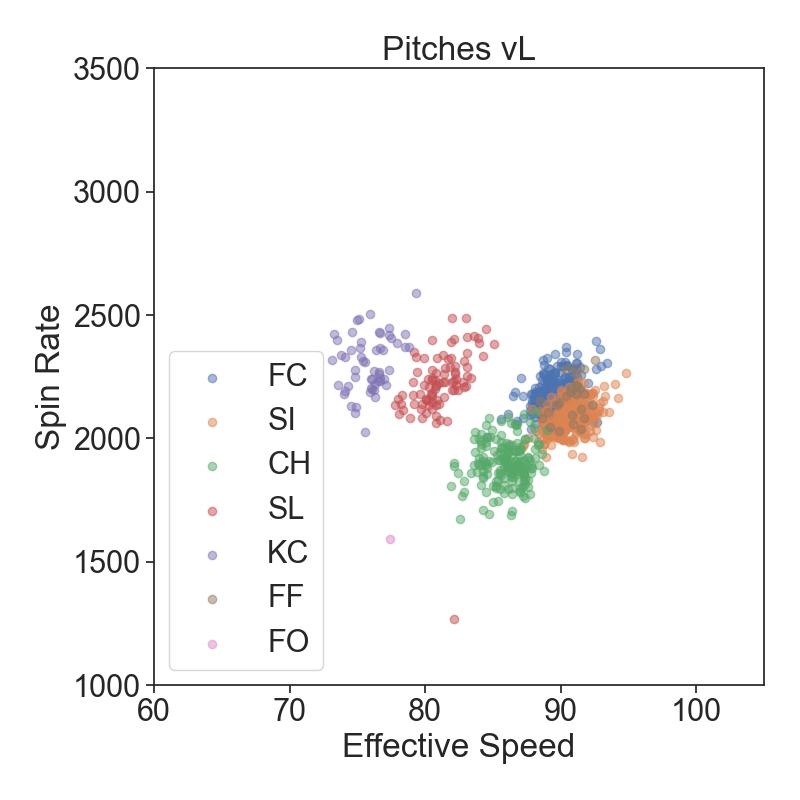 Pitches vL
3500
3000
2500
2000
1500
1000
Spin Rate
FC
SI
CH
SL
KC
FF
FO
60 70 80 90 100
Effective Speed